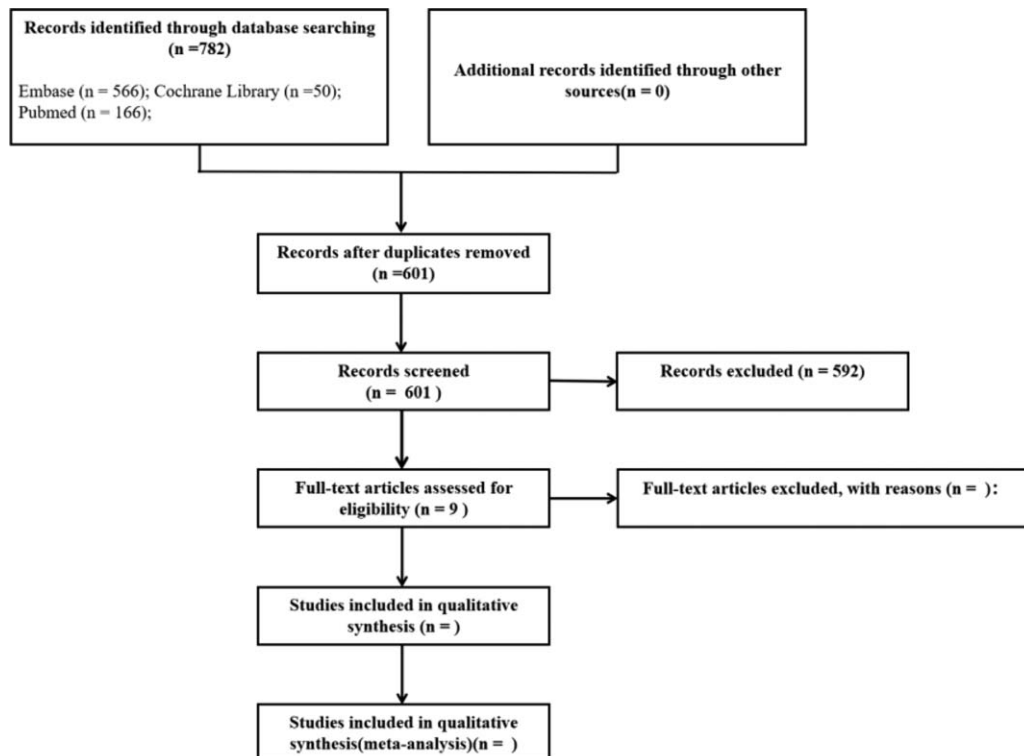 Records identified through database searching
(n =782)
Embase (n = 566); Cochrane Library (n =50);
Pubmed (n = 166);
Additional records identified through other
sources(n = 0)
Records after duplicates removed
(n =601)
Records screened
(n = 601 )
Records excluded (n = 592)
Full-text articles assessed for
eligibility (n = 9 )
Full-text articles excluded, with reasons (n = ):
Studies included in qualitative
synthesis (n = )
Studies included in qualitative
synthesis(meta-analysis)(n = )